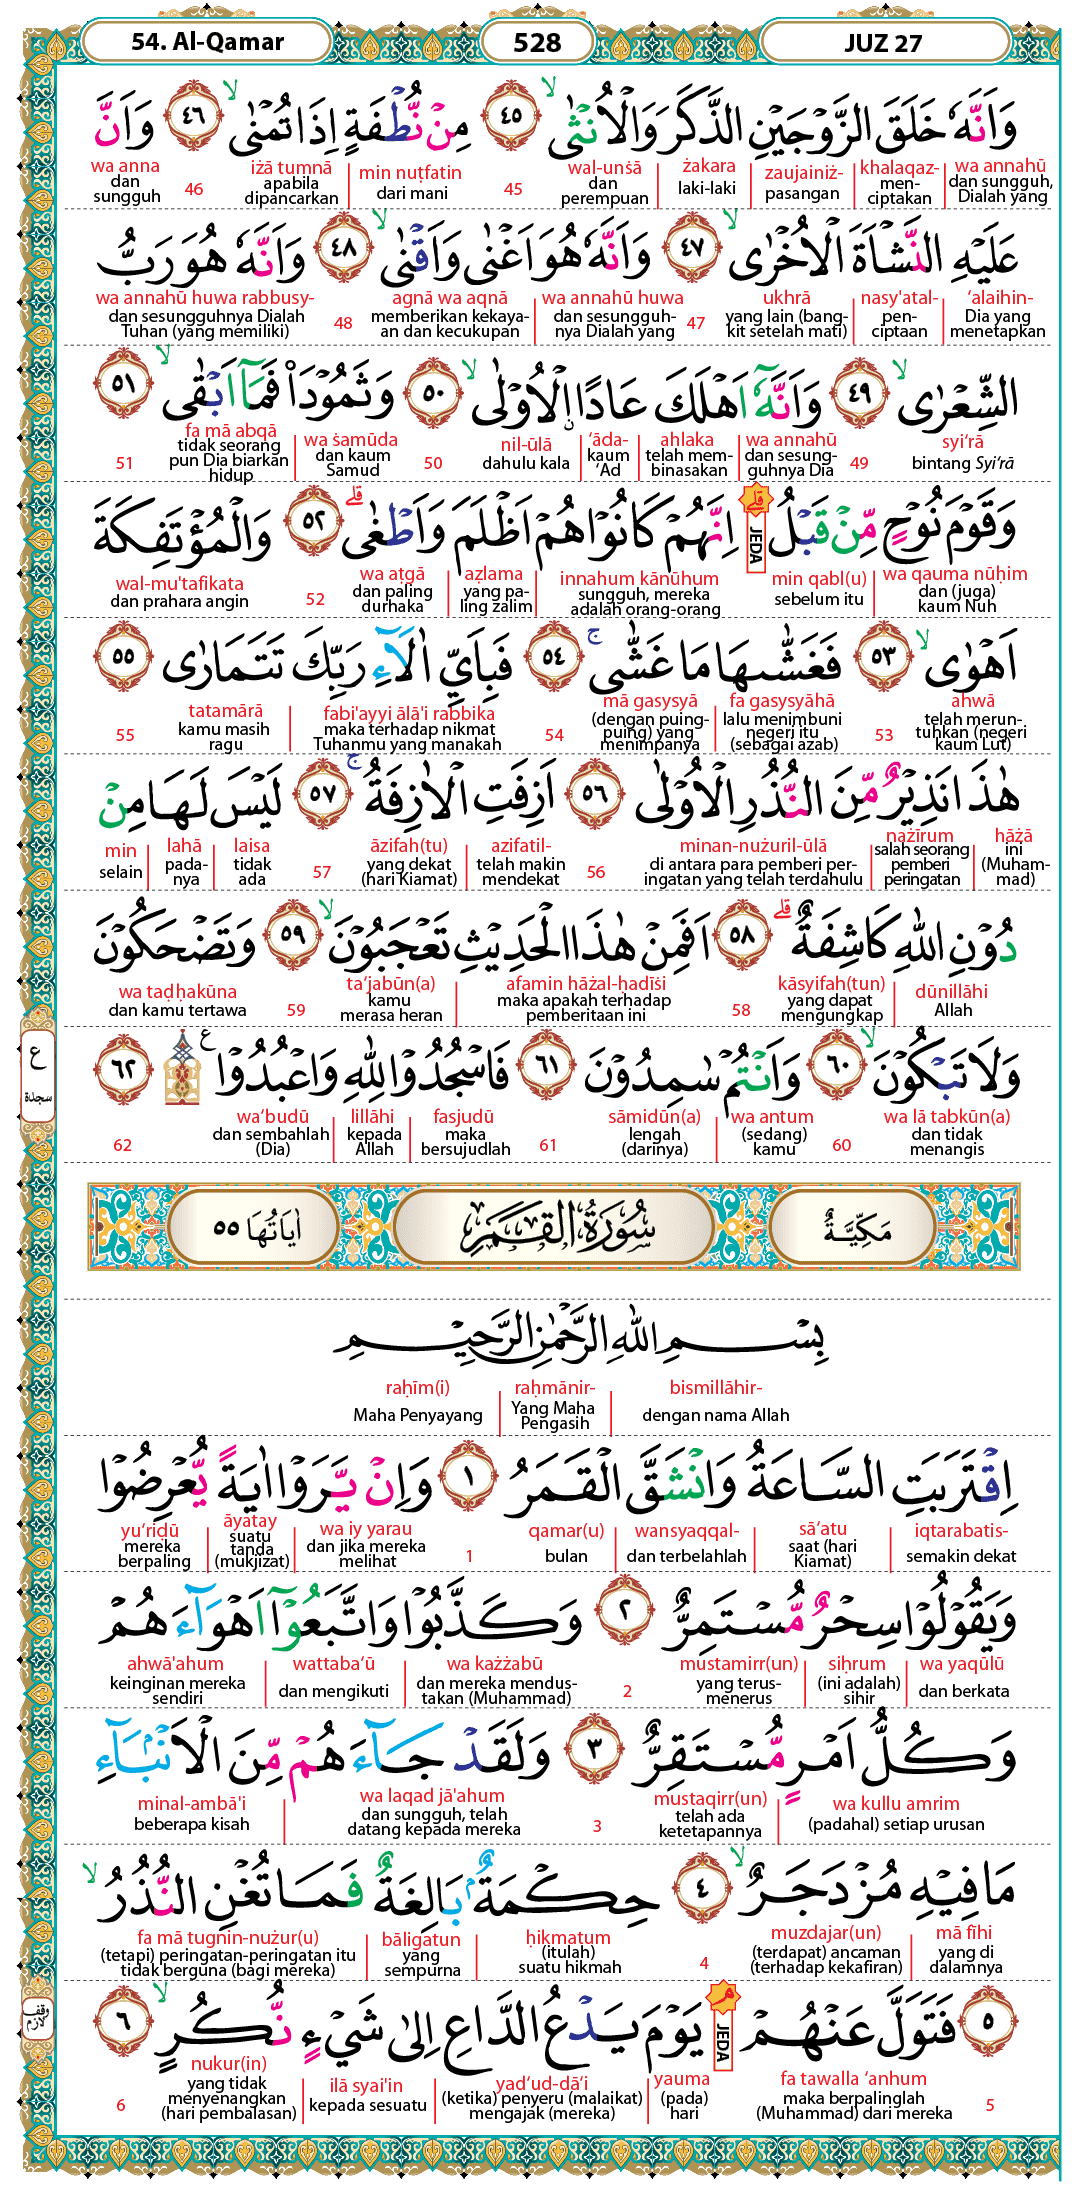 54. Al-Qamar 528 JUZ 27
وَاَنَّهٗ خَلَقَ الزَّوْجَيْنِ الذَّكَرَ وَالْاُنْثٰىۙ ٤٥ مِنْ نُّطْفَةٍ اِذَا تُمْنٰىۙ ٤٦ وَاَنَّ
wa annahū khalaqaz- zaujainiż- żakara wal-unṡā 45 min nuṭfatin iżā tumnā 46 wa anna
dan sungguh, Dialah yang men-ciptakan pasangan laki-laki dan perempuan dari mani apabila dipancarkan dan sungguh
عَلَيْهِ النَّشْاَةَ الْاُخْرٰىۙ ٤٧ وَاَنَّهٗ هُوَ اَغْنٰى وَاَقْنٰىۙ ٤٨ وَاَنَّهٗ هُوَ رَبُّ
‘alaihin- nasy'atal- ukhrā 47 wa annahū huwa agnā wa aqnā 48 wa annahū huwa rabbusy-
Dia yang menetapkan pen-ciptaan yang lain (bang-kit setelah mati) dan sesungguh-nya Dialah yang memberikan kekaya-an dan kecukupan dan sesungguhnya Dialah Tuhan (yang memiliki)
الشِّعْرٰىۙ ٤٩ وَاَنَّهٗٓ اَهْلَكَ عَادًا ࣙالْاُوْلٰىۙ ٥٠ وَثَمُوْدَا۟ فَمَآ اَبْقٰىۙ ٥١
syi‘rā 49 wa annahū ahlaka ‘āda- nil-ūlā 50 wa ṡamūda fa mā abqā 51
bintang Syi‘rā dan sesung-guhnya Dia telah mem-binasakan kaum ‘Ad dahulu kala dan kaum Samud tidak seorang pun Dia biarkan hidup
وَقَوْمَ نُوْحٍ مِّنْ قَبْلُۗ JEDA اِنَّهُمْ كَانُوْا هُمْ اَظْلَمَ وَاَطْغٰىۗ ٥٢ وَالْمُؤْتَفِكَةَ
wa qauma nūḥim min qabl(u) innahum kānūhum aẓlama wa aṭgā 52 wal-mu'tafikata
dan (juga) kaum Nuh sebelum itu sungguh, mereka adalah orang-orang yang pa-ling zalim dan paling durhaka dan prahara angin
اَهْوٰىۙ ٥٣ فَغَشّٰىهَا مَا غَشّٰىۚ ٥٤ فَبِاَيِّ اٰلَاۤءِ رَبِّكَ تَتَمَارٰى ٥٥
ahwā 53 fa gasysyāhā mā gasysyā 54 fabi'ayyi ālā'i rabbika tatamārā 55
telah merun-tuhkan (negeri kaum Lut) lalu menimbuni negeri itu (sebagai azab) (dengan puing-puing) yang menimpanya maka terhadap nikmat Tuhanmu yang manakah kamu masih ragu
هٰذَا نَذِيْرٌ مِّنَ النُّذُرِ الْاُوْلٰى ٥٦ اَزِفَتِ الْاٰزِفَةُۚ ٥٧ لَيْسَ لَهَا مِنْ
hāżā nażīrum minan-nużuril-ūlā 56 azifatil- āzifah(tu) 57 laisa lahā min
ini (Muham-mad) salah seorang pemberi peringatan di antara para pemberi per-ingatan yang telah terdahulu telah makin mendekat yang dekat (hari Kiamat) tidak ada pada-nya selain
دُوْنِ اللّٰهِ كَاشِفَةٌۗ ٥٨ اَفَمِنْ هٰذَا الْحَدِيْثِ تَعْجَبُوْنَۙ ٥٩ وَتَضْحَكُوْنَ
dūnillāhi kāsyifah(tun) 58 afamin hāżal-ḥadīṡi ta‘jabūn(a) 59 wa taḍḥakūna
Allah yang dapat mengungkap maka apakah terhadap pemberitaan ini kamu merasa heran dan kamu tertawa
وَلَا تَبْكُوْنَۙ ٦٠ وَاَنْتُمْ سٰمِدُوْنَ ٦١ فَاسْجُدُوْا لِلّٰهِ وَاعْبُدُوْا ع ۩ ٦٢
wa lā tabkūn(a) 60 wa antum sāmidūn(a) 61 fasjudū lillāhi wa‘budū 62
dan tidak menangis (sedang) kamu lengah (darinya) maka bersujudlah kepada Allah dan sembahlah (Dia)
ع
سجدة
مَكِّيَّةٌ سُوْرَةُ الْقَمَرِ اٰيَاتُهَا ٥٥
بِسْمِ اللّٰهِ الرَّحْمٰنِ الرَّحِيْمِ
bismillāhir- raḥmānir- raḥīm(i)
dengan nama Allah Yang Maha Pengasih Maha Penyayang
اِقْتَرَبَتِ السَّاعَةُ وَانْشَقَّ الْقَمَرُ ١ وَاِنْ يَّرَوْا اٰيَةً يُّعْرِضُوْا
iqtarabatis- sā‘atu wansyaqqal- qamar(u) 1 wa iy yarau āyatay yu‘riḍū
semakin dekat saat (hari Kiamat) dan terbelahlah bulan dan jika mereka melihat suatu tanda (mukjizat) mereka berpaling
وَيَقُوْلُوْا سِحْرٌ مُّسْتَمِرٌّ ٢ وَكَذَّبُوْا وَاتَّبَعُوْٓا اَهْوَاۤءَهُمْ
wa yaqūlū siḥrum mustamirr(un) 2 wa każżabū wattaba‘ū ahwā'ahum
dan berkata (ini adalah) sihir yang terus-menerus dan mereka mendus-takan (Muhammad) dan mengikuti keinginan mereka sendiri
وَكُلُّ اَمْرٍ مُّسْتَقِرٌّ ٣ وَلَقَدْ جَاۤءَهُمْ مِّنَ الْاَنْۢبَاۤءِ
wa kullu amrim mustaqirr(un) 3 wa laqad jā'ahum minal-ambā'i
(padahal) setiap urusan telah ada ketetapannya dan sungguh, telah datang kepada mereka beberapa kisah
مَا فِيْهِ مُزْدَجَرٌۙ ٤ حِكْمَةٌ ۢ بَالِغَةٌ فَمَا تُغْنِ النُّذُرُۙ
mā fīhi muzdajar(un) 4 ḥikmatum bāligatun fa mā tugnin-nużur(u)
yang di dalamnya (terdapat) ancaman (terhadap kekafiran) (itulah) suatu hikmah yang sempurna (tetapi) peringatan-peringatan itu tidak berguna (bagi mereka)
٥ فَتَوَلَّ عَنْهُمْۘ JEDA يَوْمَ يَدْعُ الدَّاعِ اِلٰى شَيْءٍ نُّكُرٍۙ ٦
5 fa tawalla ‘anhum yauma yad‘ud-dā‘i ilā syai'in nukur(in) 6
maka berpalinglah (Muhammad) dari mereka (pada) hari (ketika) penyeru (malaikat) mengajak (mereka) kepada sesuatu yang tidak menyenangkan (hari pembalasan)
وقف لازم